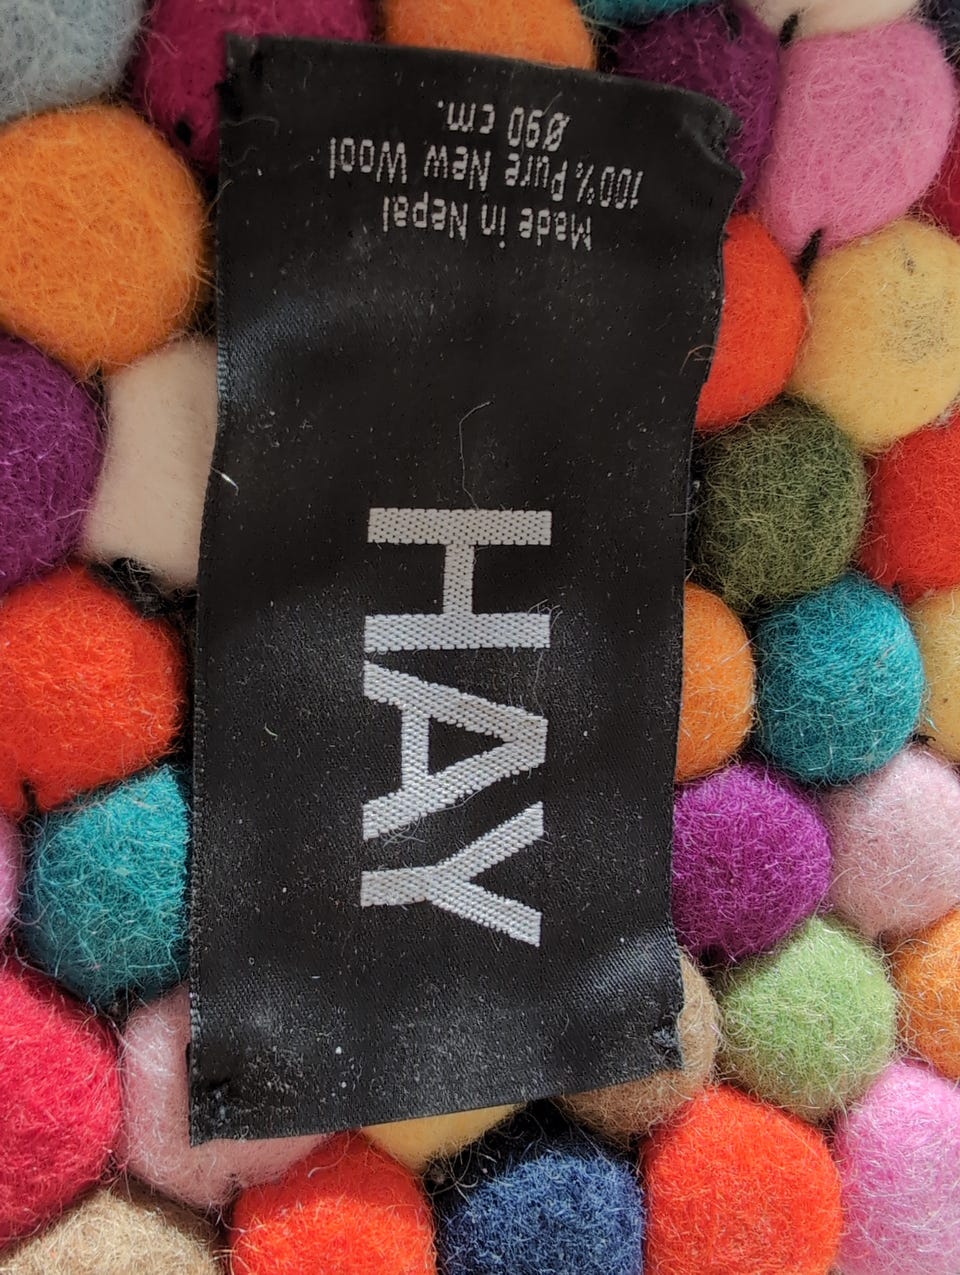 HAY
Made in Nepal
100% Pure New Wool
Ø90 cm.